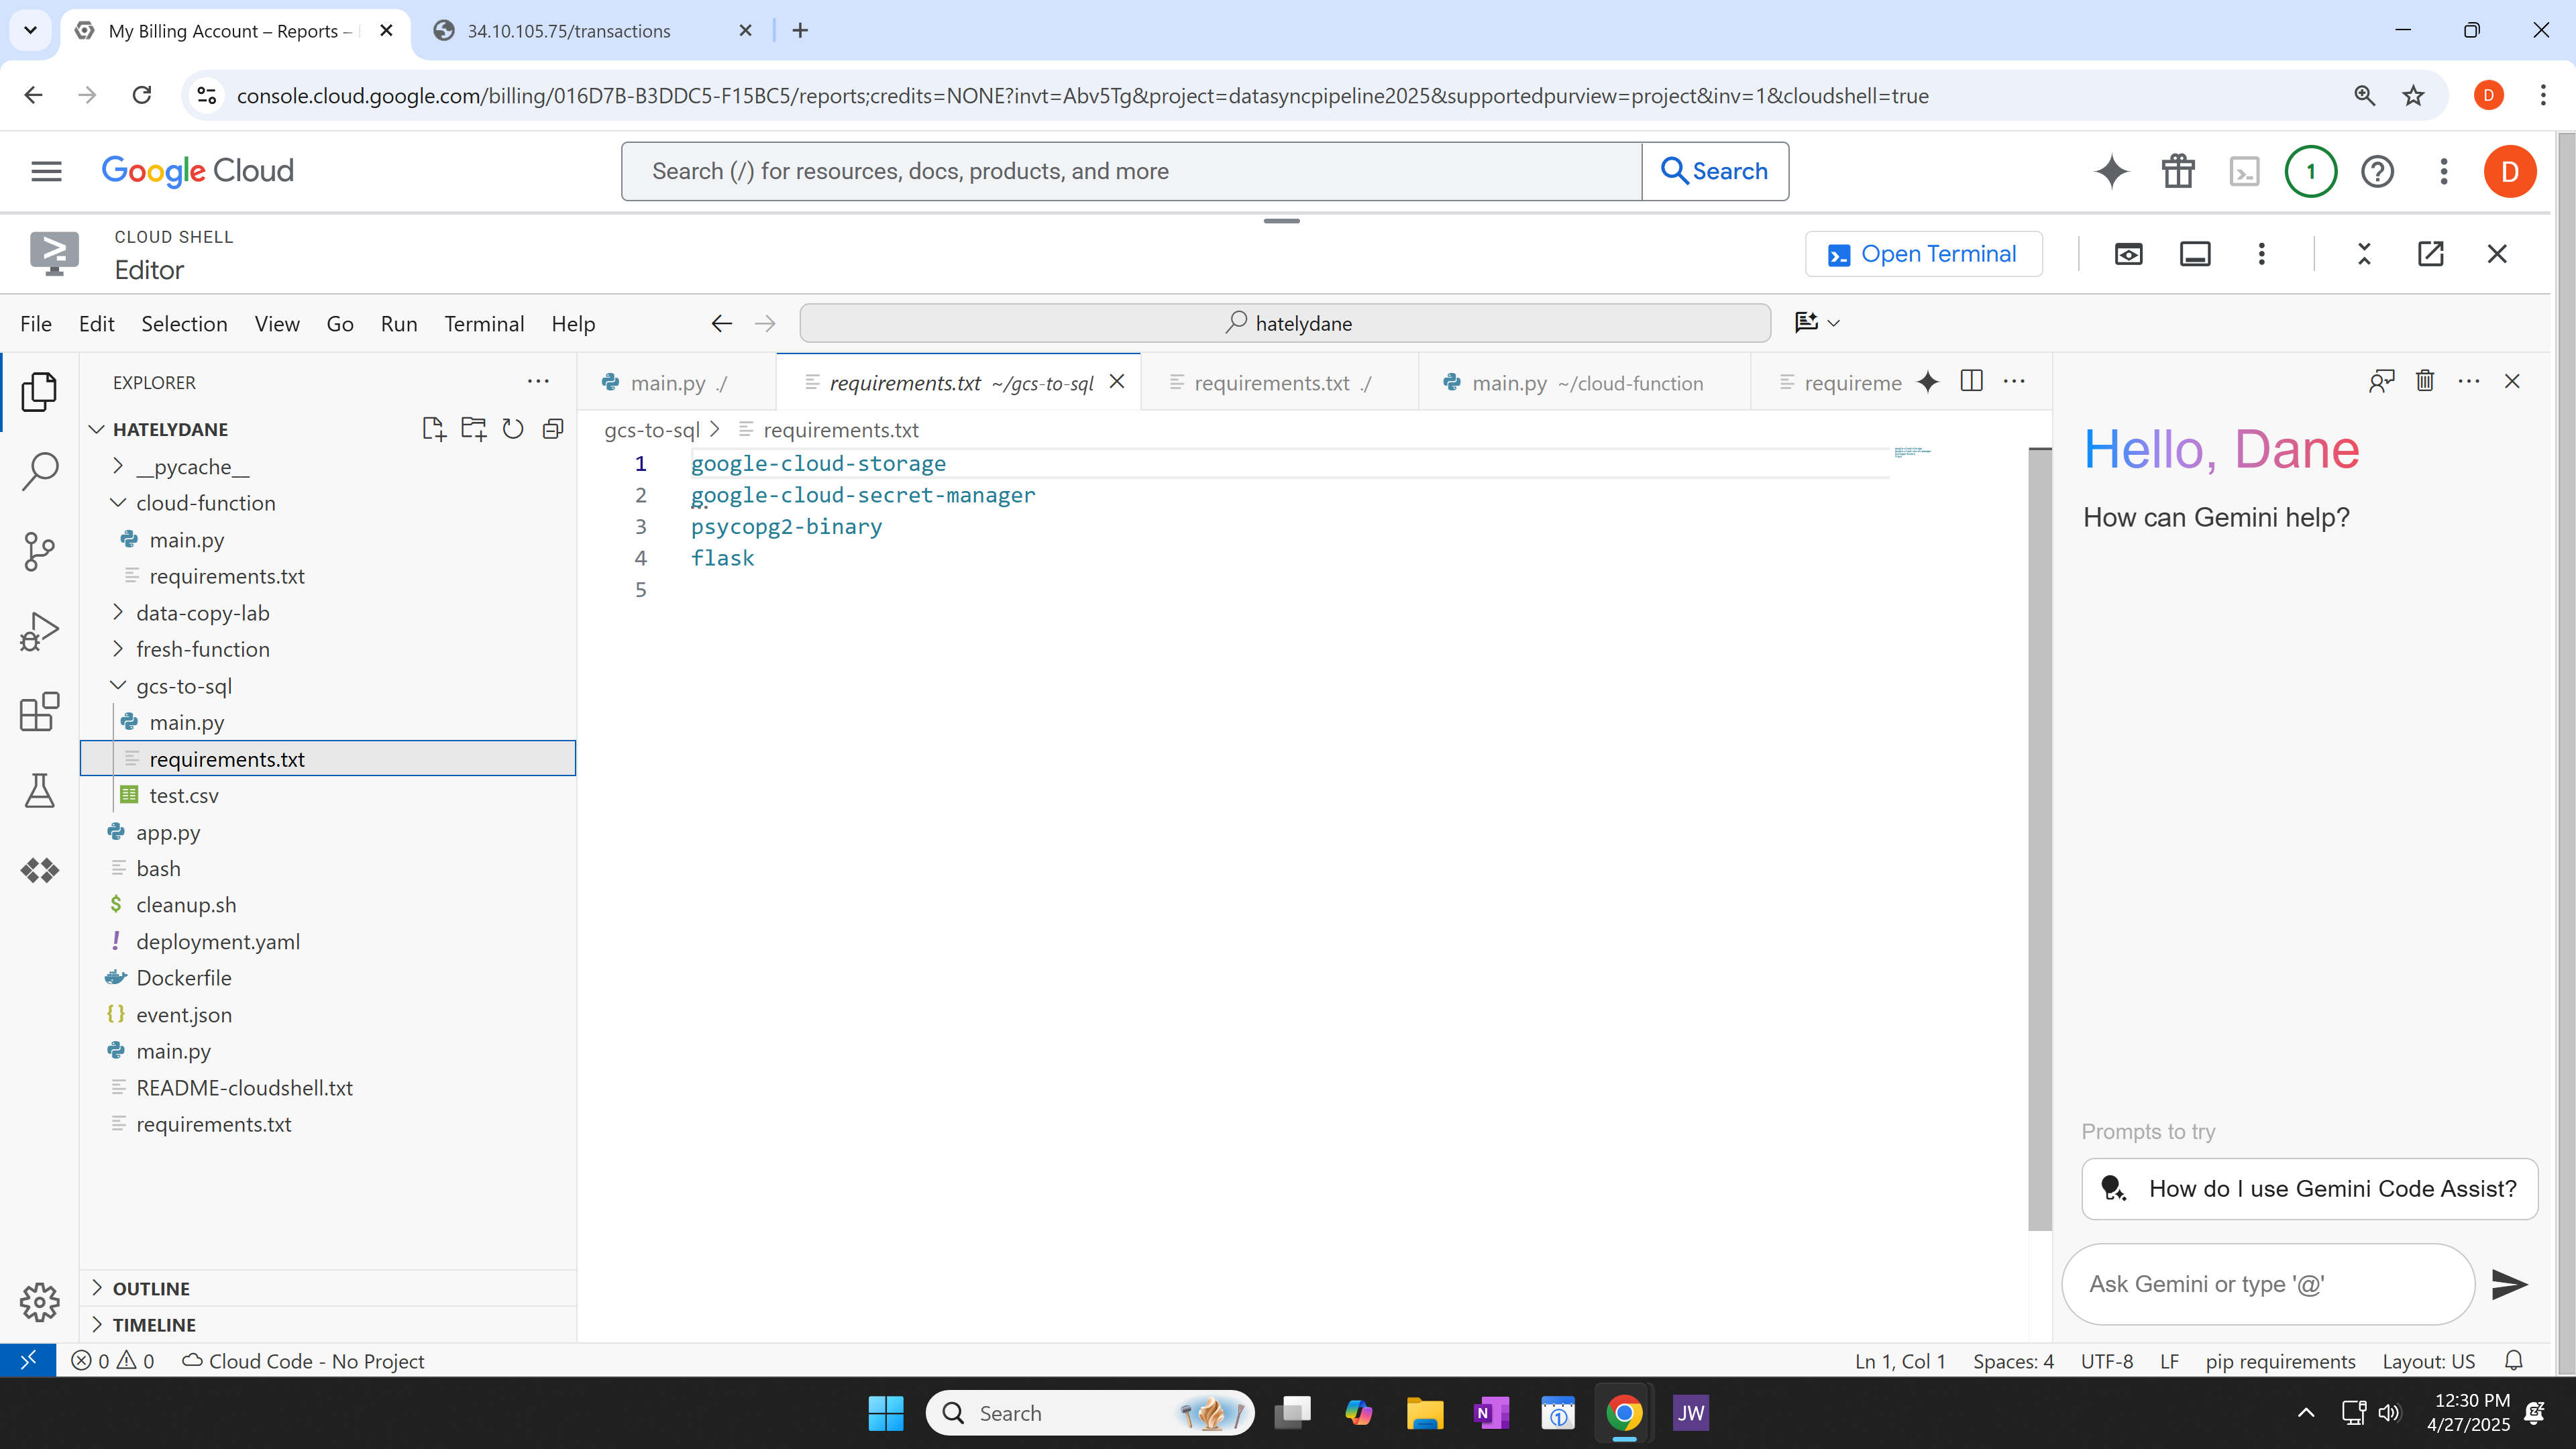 My Billing Account – Reports –
34.10.105.75/transactions
console.cloud.google.com/billing/016D7B-B3DDC5-F15BC5/reports;credits=NONE?invt=Abv5Tg&project=datasyncpipeline2025&supportedpurview=project&inv=1&cloudshell=true
D
Google Cloud
Search (/) for resources, docs, products, and more
Search
1
D
CLOUD SHELL
Editor
Open Terminal
File Edit Selection View Go Run Terminal Help
hatelydane
EXPLORER
HATELYDANE
__pycache__
cloud-function
main.py
requirements.txt
data-copy-lab
fresh-function
gcs-to-sql
main.py
requirements.txt
test.csv
app.py
bash
cleanup.sh
deployment.yaml
Dockerfile
event.json
main.py
README-cloudshell.txt
requirements.txt
OUTLINE
TIMELINE
main.py ./
requirements.txt ~/gcs-to-sql
requirements.txt ./
main.py ~/cloud-function
requireme
gcs-to-sql > requirements.txt
1 google-cloud-storage
2 google-cloud-secret-manager
3 psycopg2-binary
4 flask
5
Hello, Dane
How can Gemini help?
Prompts to try
How do I use Gemini Code Assist?
Ask Gemini or type '@'
0 0 Cloud Code - No Project
Ln 1, Col 1 Spaces: 4 UTF-8 LF pip requirements Layout: US
Search
N
1
JW
12:30 PM
4/27/2025